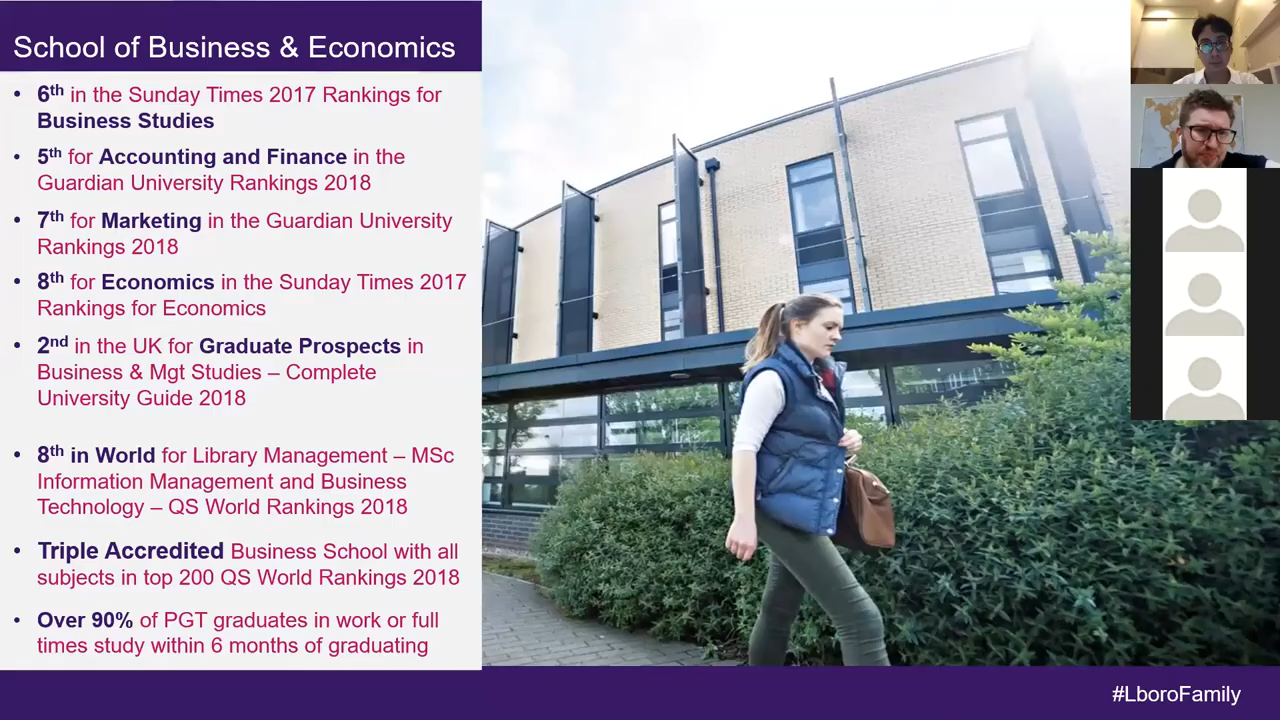 School of Business & Economics
• 6th in the Sunday Times 2017 Rankings for
Business Studies
• 5th for Accounting and Finance in the
Guardian University Rankings 2018
• 7th for Marketing in the Guardian University
Rankings 2018
• 8th for Economics in the Sunday Times 2017
Rankings for Economics
• 2nd in the UK for Graduate Prospects in
Business & Mgt Studies – Complete
University Guide 2018
• 8th in World for Library Management – MSc
Information Management and Business
Technology – QS World Rankings 2018
• Triple Accredited Business School with all
subjects in top 200 QS World Rankings 2018
• Over 90% of PGT graduates in work or full
times study within 6 months of graduating
#LboroFamily